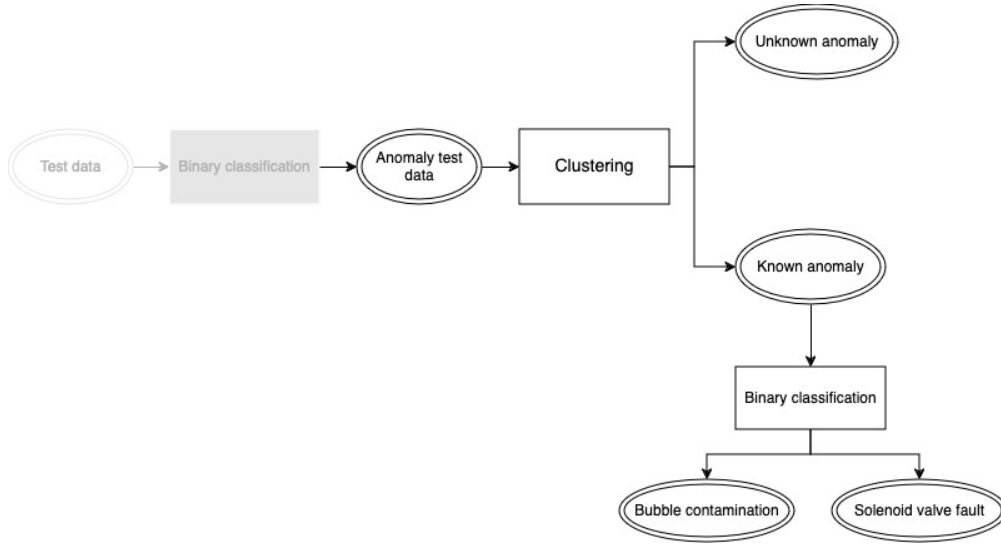 Unknown anomaly
Test data
Binary classification
Anomaly test
data
Clustering
Known anomaly
Binary classification
Bubble contamination
Solenoid valve fault